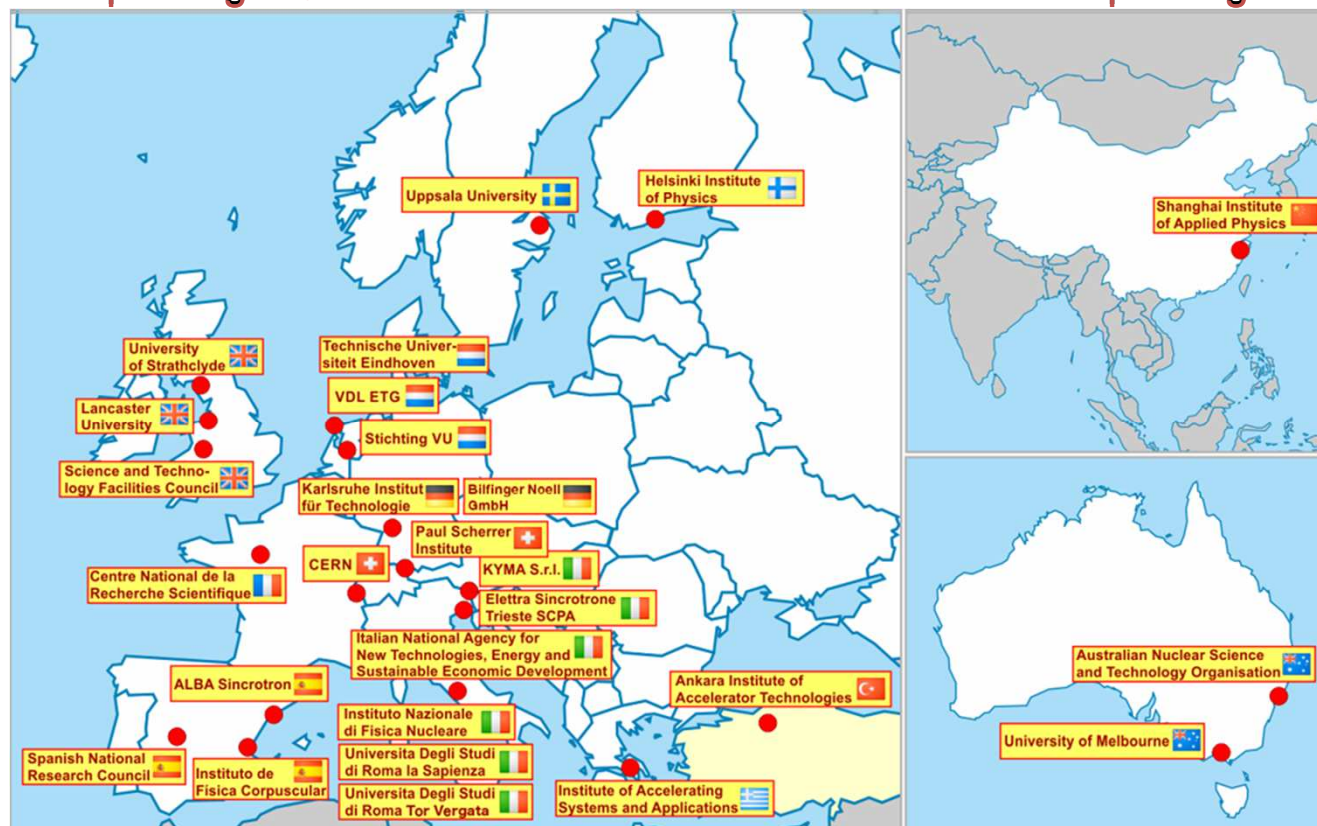 Uppsala University
Helsinki Institute
of Physics
Shanghai Institute
of Applied Physics
University
of Strathclyde
Technische Univer-
siteit Eindhoven
VDL ETG
Lancaster
University
Stichting VU
Science and Techno-
logy Facilities Council
Karlsruhe Institut
für Technologie
Bilfinger Noell
GmbH
Paul Scherrer
Institute
CERN
KYMA S.r.l.
Centre National de la
Recherche Scientifique
Elettra Sincrotrone
Trieste SCPA
Italian National Agency for
New Technologies, Energy and
Sustainable Economic Development
ALBA Sincrotron
Ankara Institute of
Accelerator Technologies
Instituto Nazionale
di Fisica Nucleare
Spanish National
Research Council
Instituto de
Física Corpuscular
Universita Degli Studi
di Roma la Sapienza
Universita Degli Studi
di Roma Tor Vergata
Institute of Accelerating
Systems and Applications
Australian Nuclear Science
and Technology Organisation
University of Melbourne